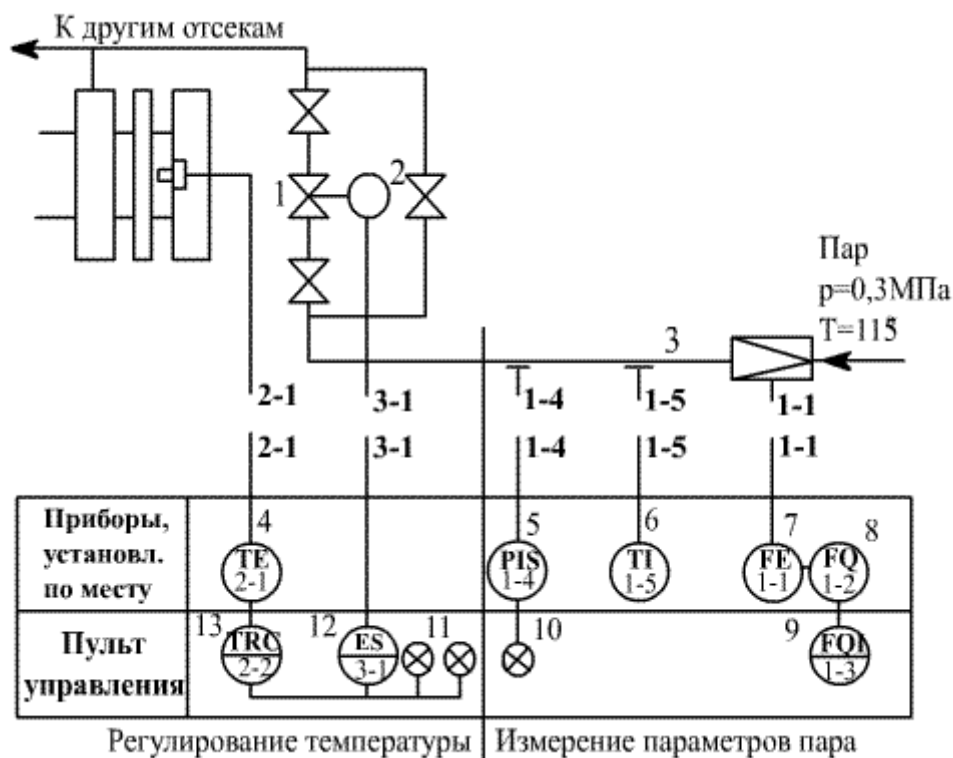 К другим отсекам
1
2
Пар
р=0,3МПа
Т=115°
3
2-1
3-1
1-4
1-5
1-1
2-1
3-1
1-4
1-5
1-1
Приборы,
установл.
по месту
4
TE
2-1
5
PIS
1-4
6
TI
1-5
7
FE
1-1
8
FQ
1-2
Пульт
управления
13
TRC
2-2
12
ES
3-1
11
10
9
FQI
1-3
Регулирование температуры
Измерение параметров пара